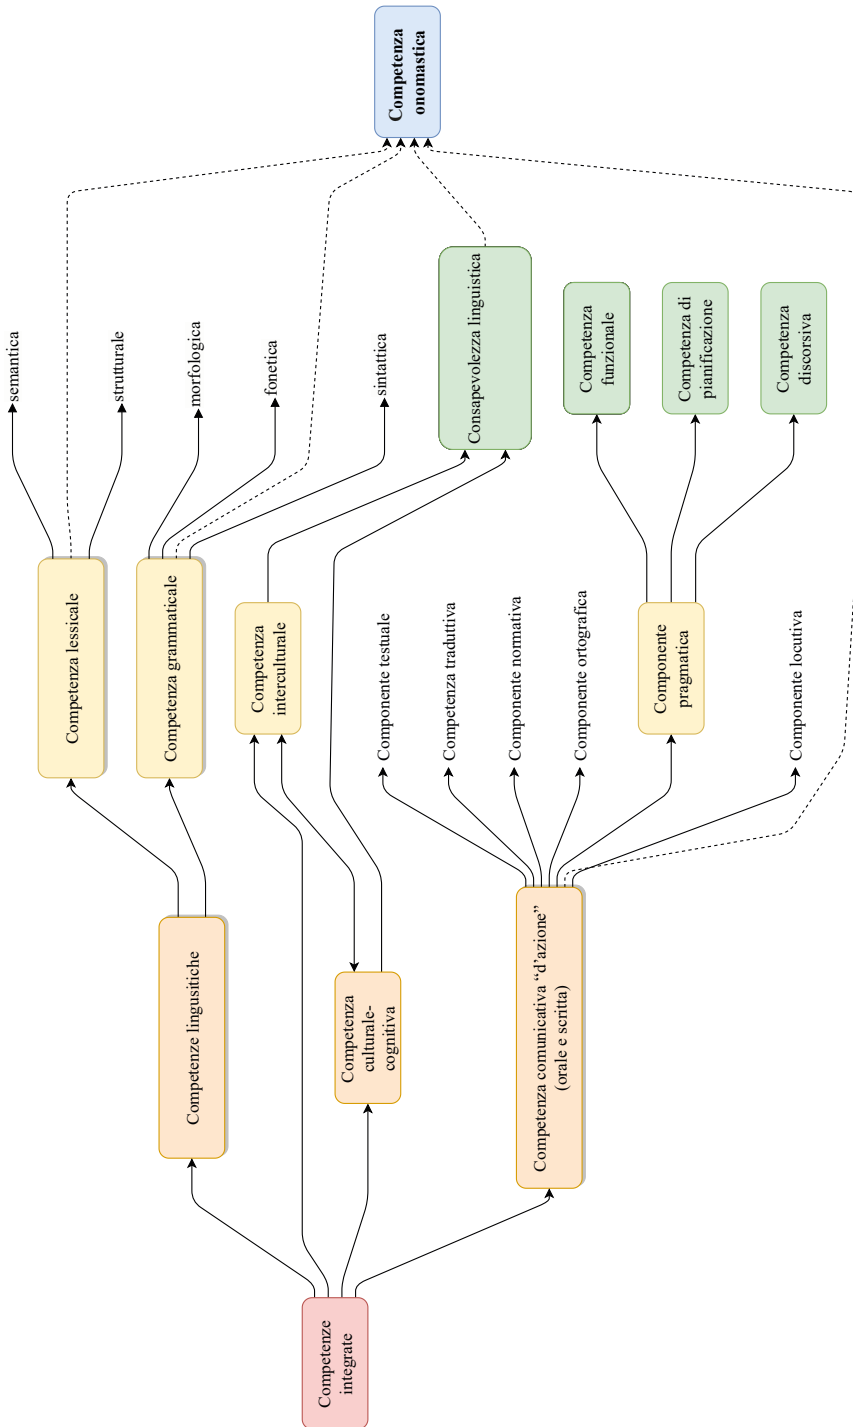 Competenze
integrate
Competenze lingusitiche
Competenza
culturale-
cognitiva
Competenza comunicativa “d’azione”
(orale e scritta)
Competenza lessicale
Competenza grammaticale
Competenza
interculturale
Componente testuale
Competenza traduttiva
Componente normativa
Componente ortografica
Componente
pragmatica
Componente locutiva
semantica
strutturale
morfologica
fonetica
sintattica
Consapevolezza linguistica
Competenza
funzionale
Competenza di
pianificazione
Competenza
discorsiva
Competenza
onomastica